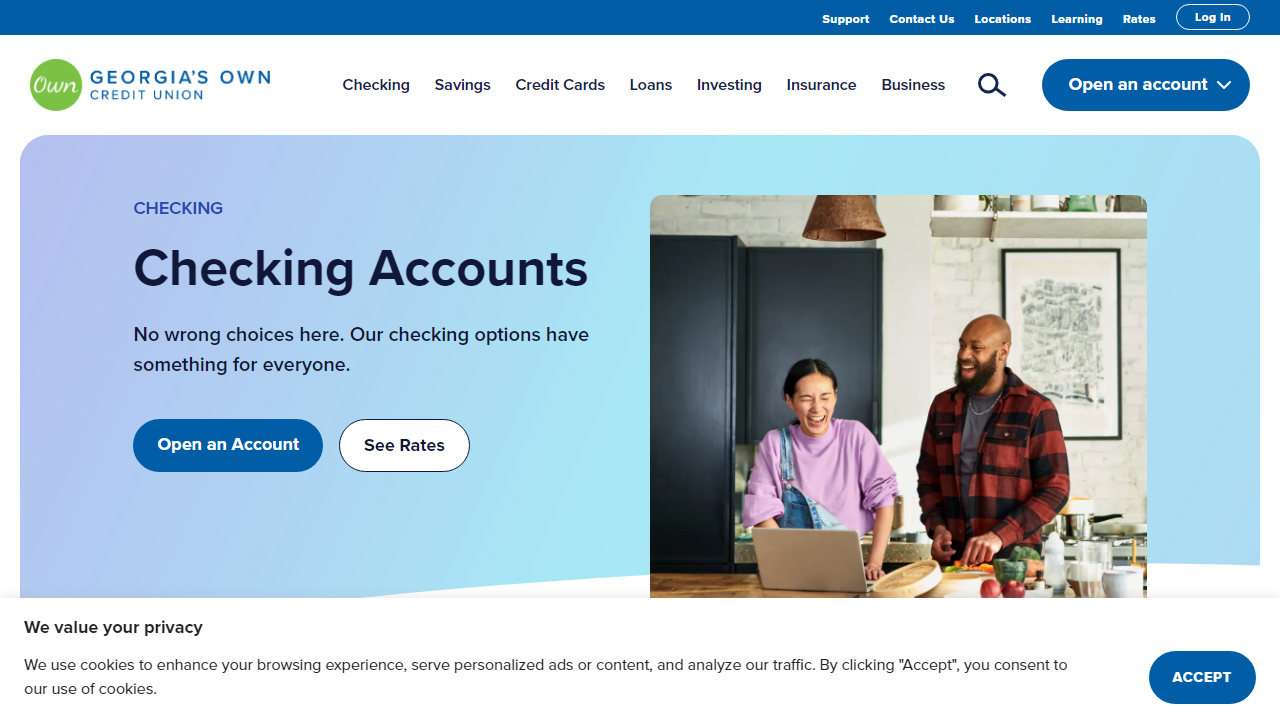 Support Contact Us Locations Learning Rates Log In
Own GEORGIA'S OWN
CREDIT UNION
Checking Savings Credit Cards Loans Investing Insurance Business Open an account
CHECKING
Checking Accounts
No wrong choices here. Our checking options have
something for everyone.
Open an Account See Rates
We value your privacy
We use cookies to enhance your browsing experience, serve personalized ads or content, and analyze our traffic. By clicking "Accept", you consent to
our use of cookies.
ACCEPT